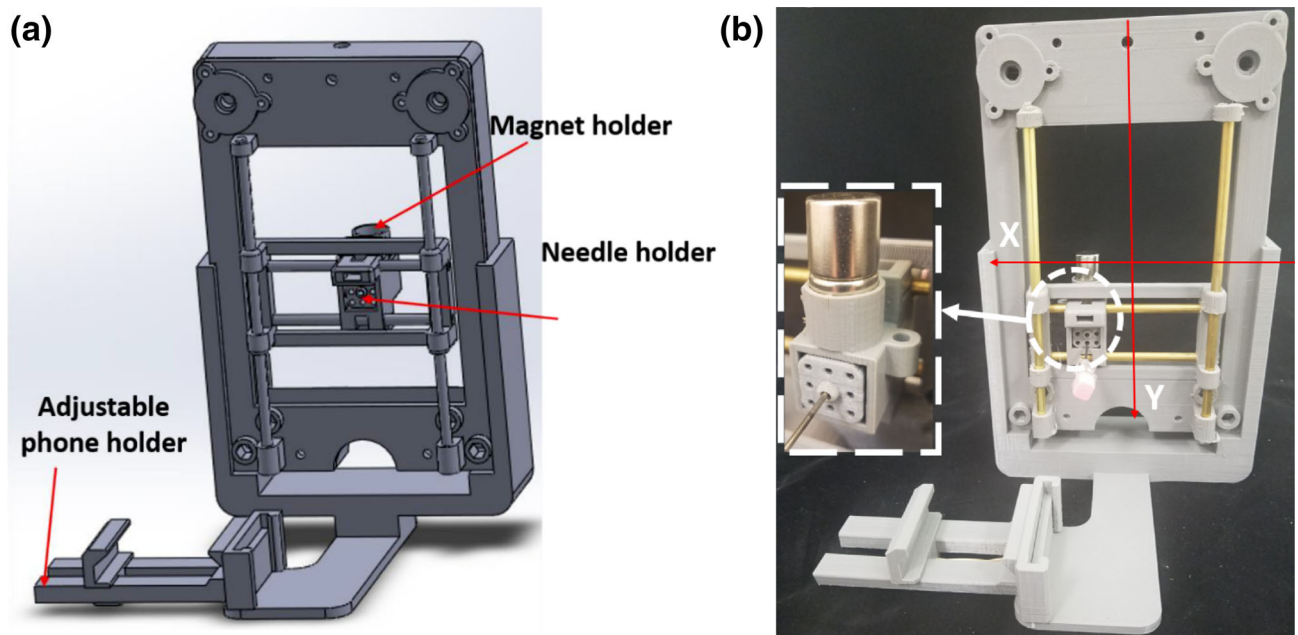 (a)
Magnet holder
Needle holder
Adjustable
phone holder
(b)
X
Y